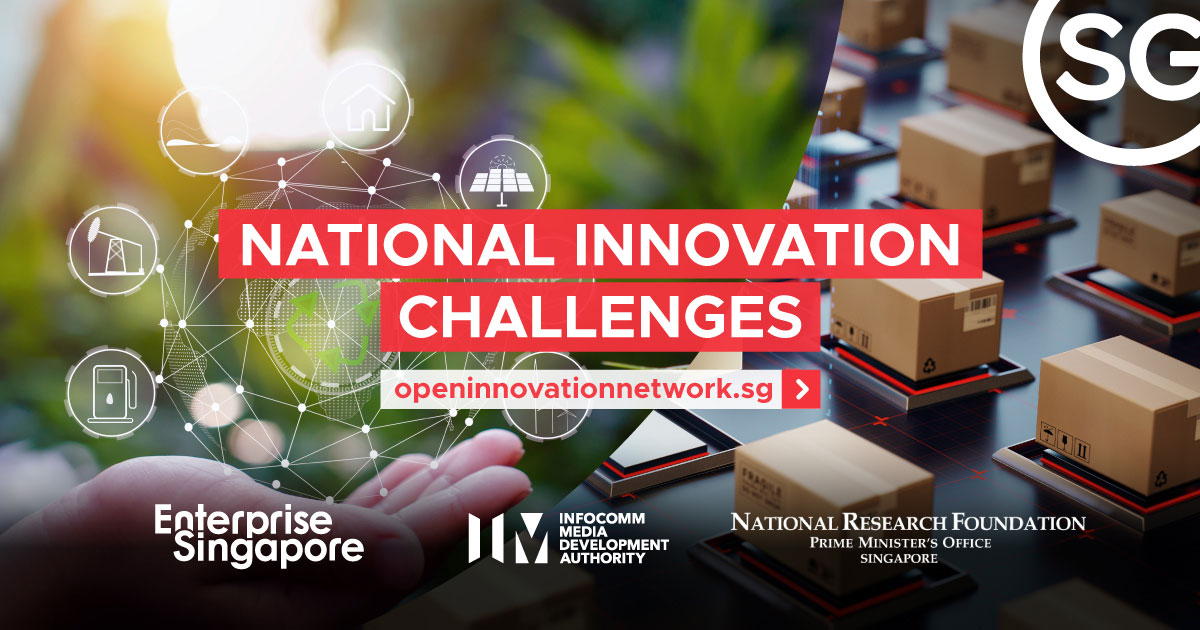 SG
NATIONAL INNOVATION
CHALLENGES
openinnovationnetwork.sg
FRAGILE
Enterprise
Singapore
INFOCOMM
MEDIA
DEVELOPMENT
AUTHORITY
NATIONAL RESEARCH FOUNDATION
PRIME MINISTER'S OFFICE
SINGAPORE